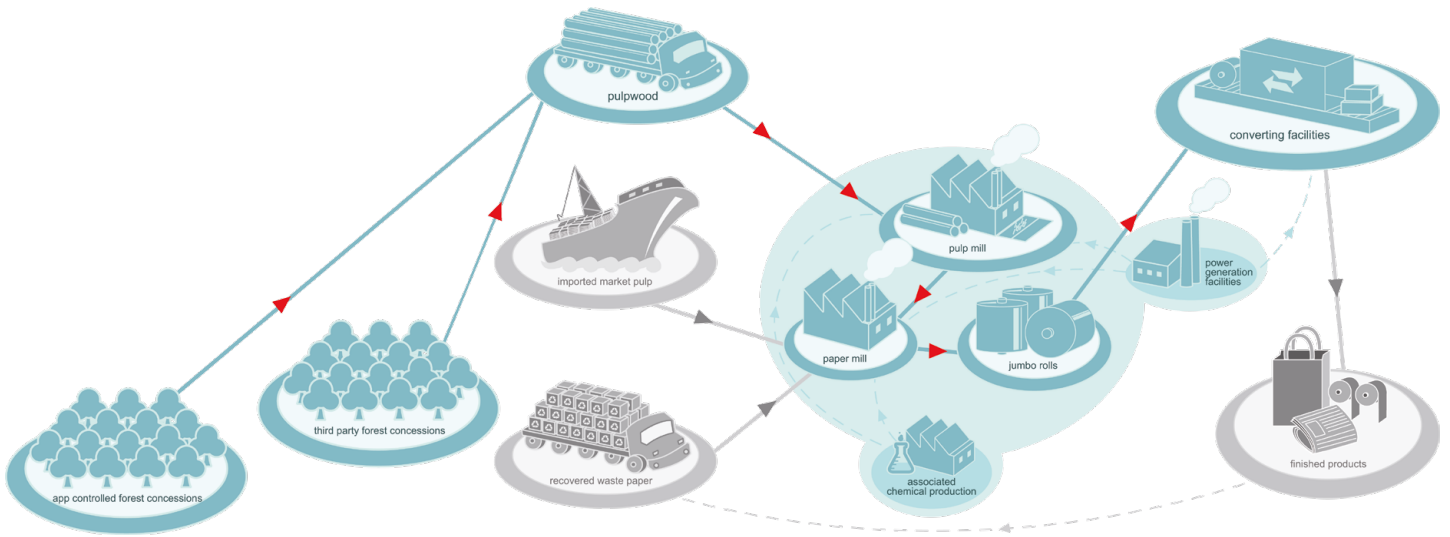 pulpwood
converting facilities
imported market pulp
pulp mill
power
generation
facilities
paper mill
jumbo rolls
third party forest concessions
app controlled forest concessions
recovered waste paper
associated
chemical production
finished products